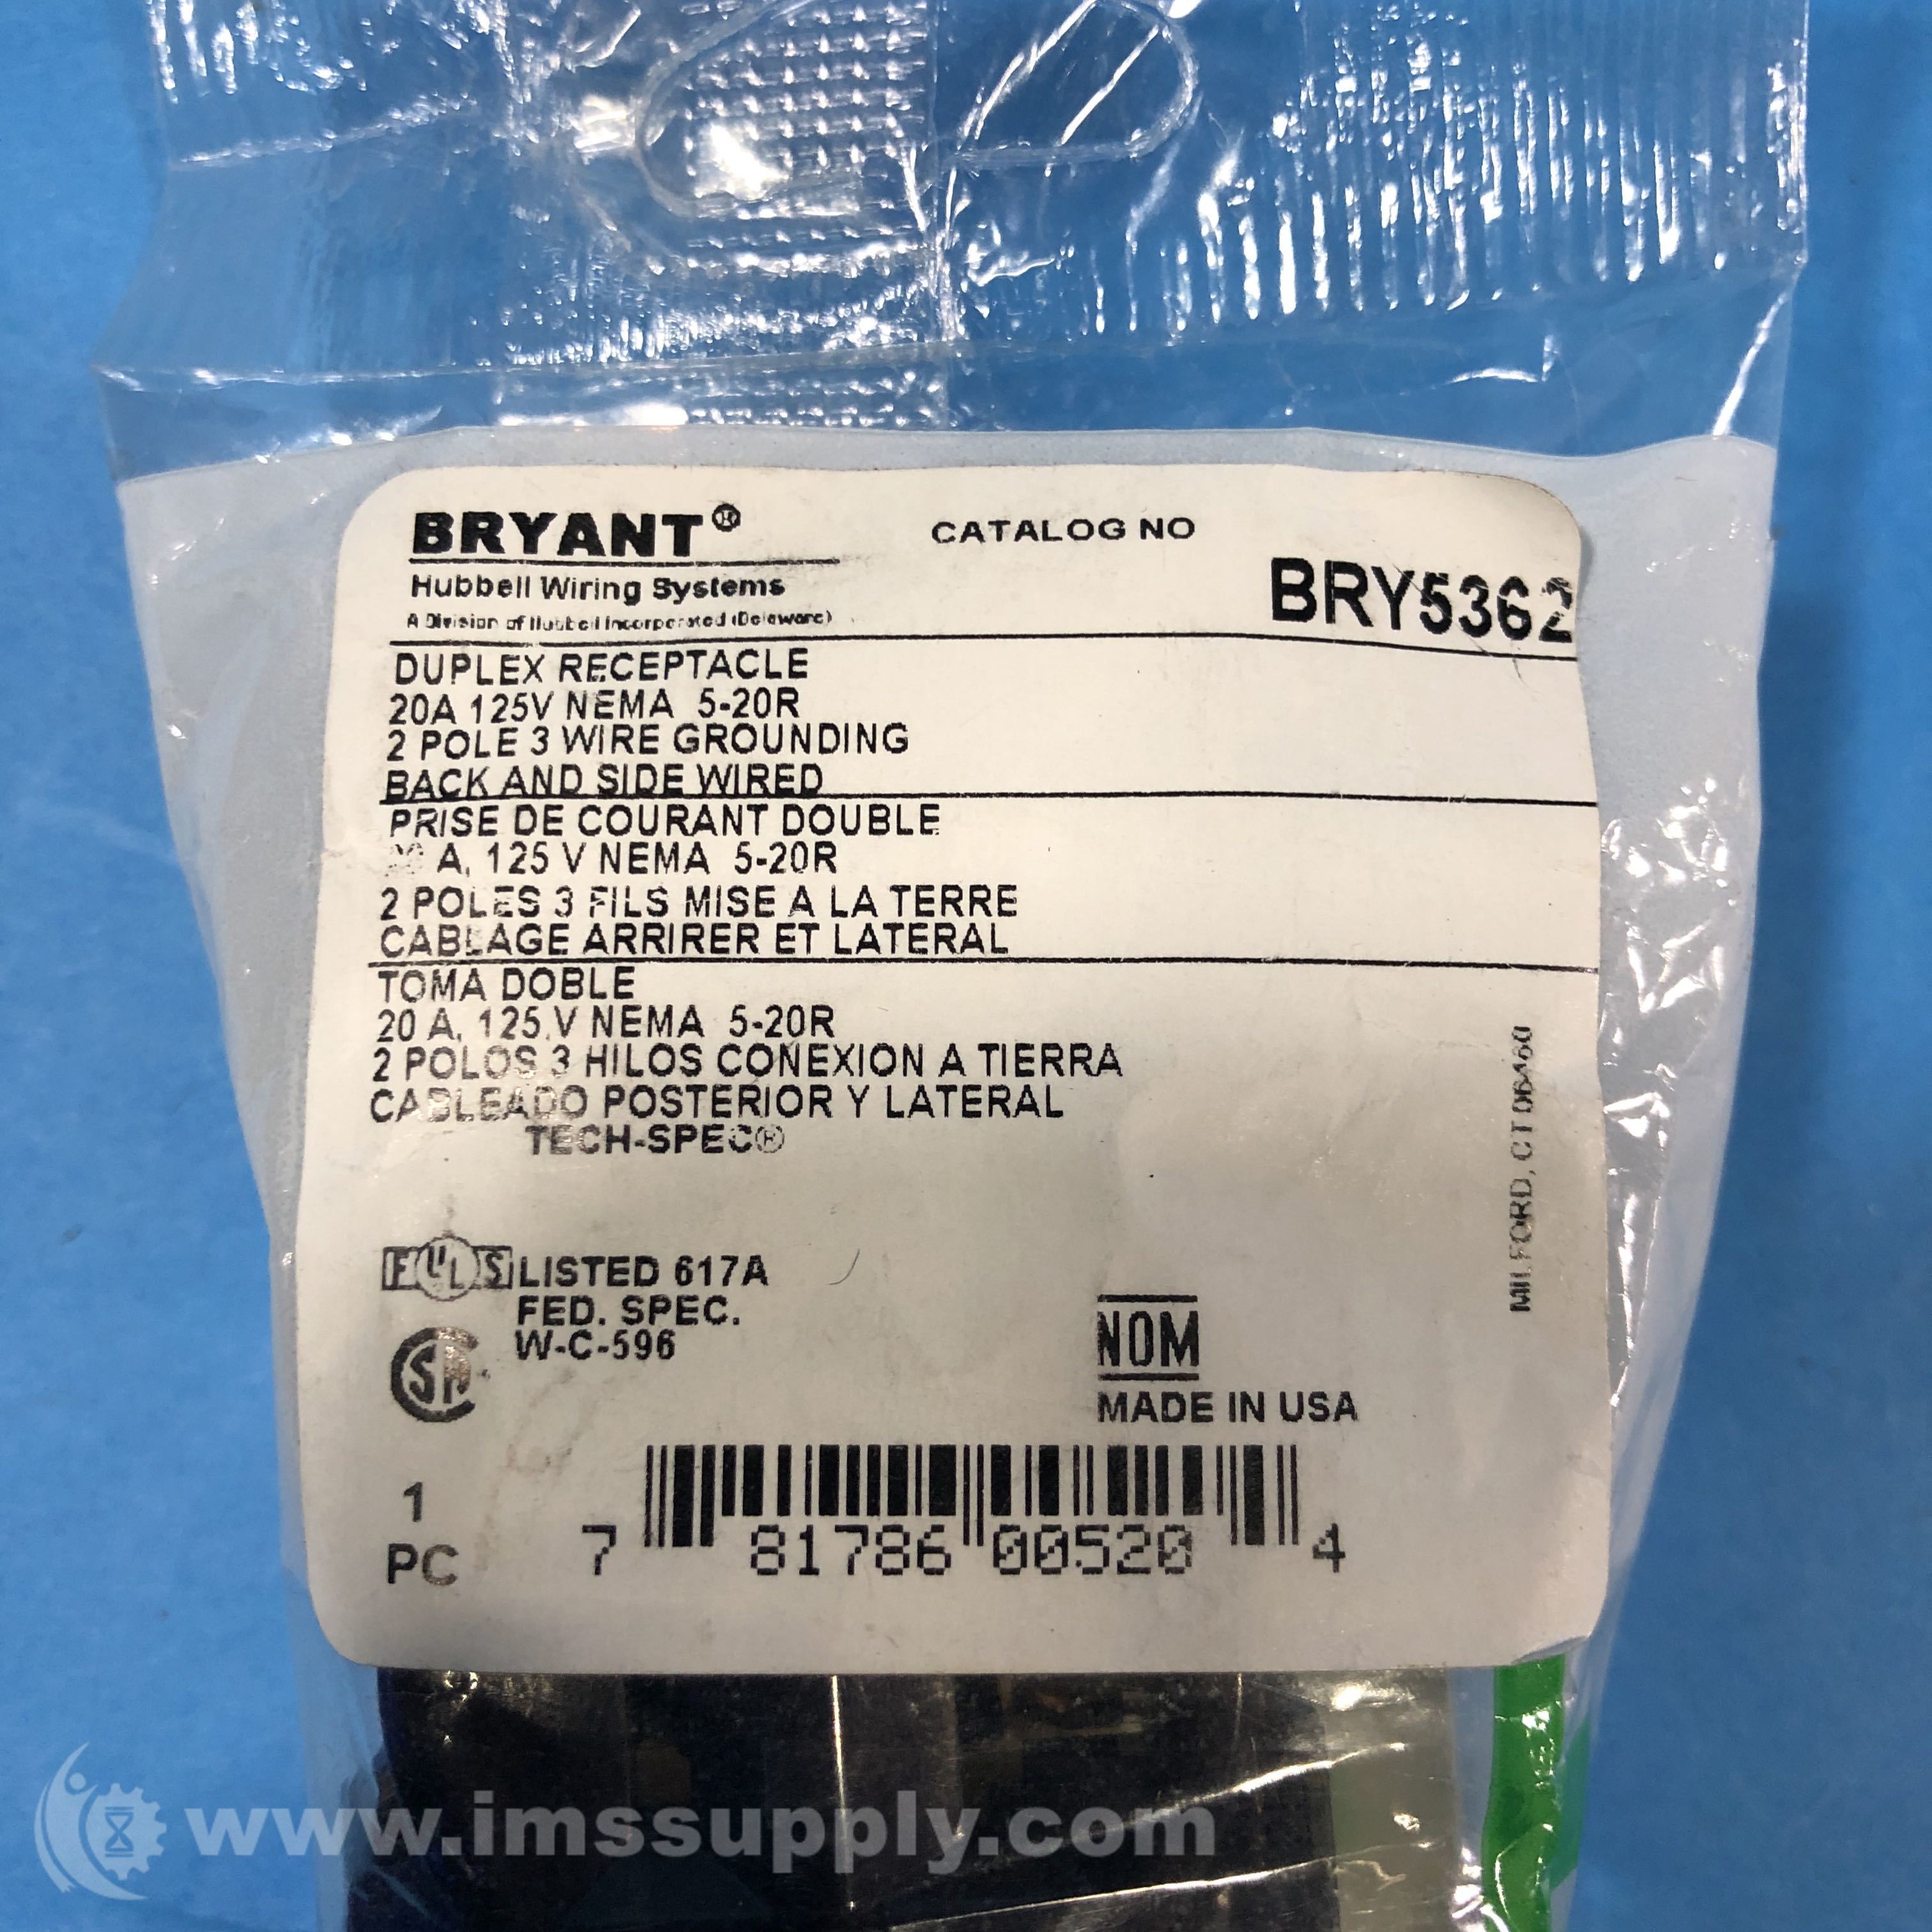 BRYANT®
CATALOG NO
BRY5362
Hubbell Wiring Systems
A Division of Hubbell Incorporated (Delaware)
DUPLEX RECEPTACLE
20A 125V NEMA 5-20R
2 POLE 3 WIRE GROUNDING
BACK AND SIDE WIRED
PRISE DE COURANT DOUBLE
20 A, 125 V NEMA 5-20R
2 POLES 3 FILS MISE A LA TERRE
CABLAGE ARRIRER ET LATERAL
TOMA DOBLE
20 A, 125 V NEMA 5-20R
2 POLOS 3 HILOS CONEXION A TIERRA
CABLEADO POSTERIOR Y LATERAL
TECH-SPEC®
MILFORD, CT 06460
F UL S LISTED 617A
FED. SPEC.
W-C-596
SA
NOM
MADE IN USA
1
PC
7 81786 00520 4
www.imssupply.com